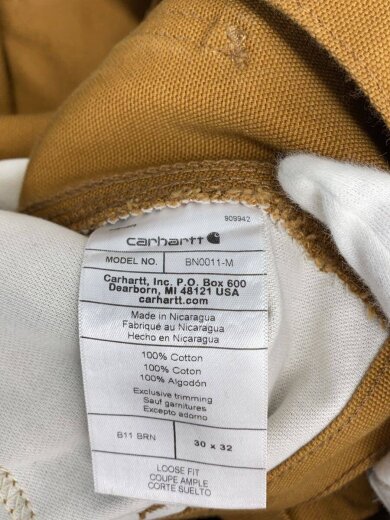 909942
carhartt
MODEL NO. BN0011-M
Carhartt, Inc. P.O. Box 600
Dearborn, MI 48121 USA
carhartt.com
Made in Nicaragua
Fabriqué au Nicaragua
Hecho en Nicaragua
100% Cotton
100% Coton
100% Algodón
Exclusive trimming
Sauf garnitures
Excepto adorno
B11 BRN 30 x 32
LOOSE FIT
COUPE AMPLE
CORTE SUELTO